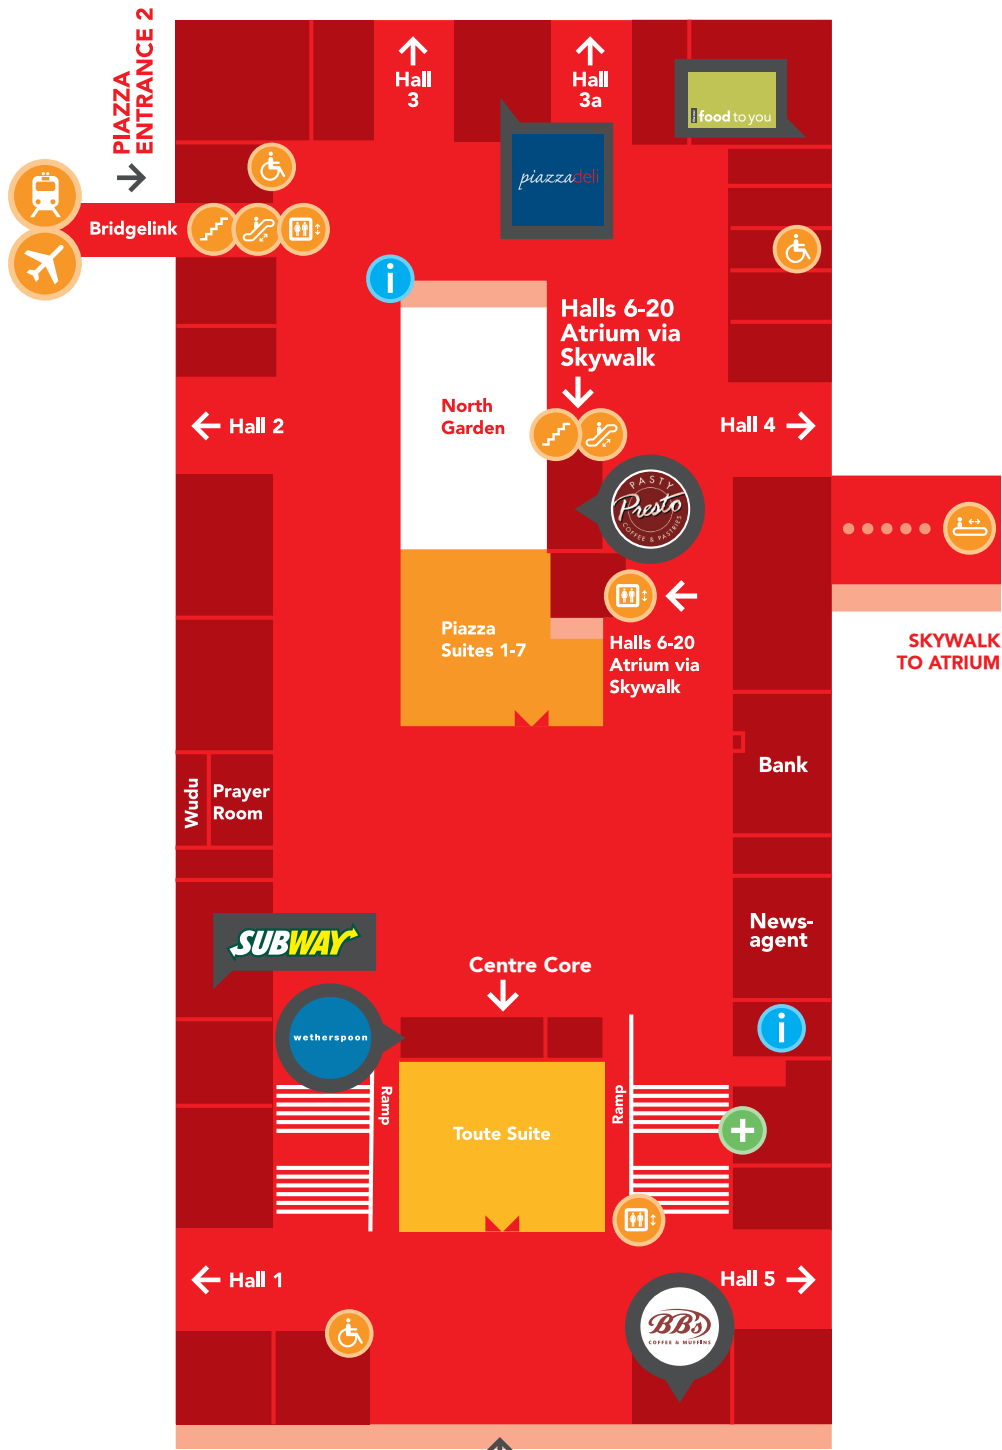 PIAZZA
ENTRANCE 2
Hall
3
Hall
3a
food to you
piazzadeli
Bridgelink
i
Halls 6-20
Atrium via
Skywalk
North
Garden
Hall 2
Hall 4
PASTY
Presto
COFFEE & PASTRIES
Piazza
Suites 1-7
Halls 6-20
Atrium via
Skywalk
SKYWALK
TO ATRIUM
Bank
Wudu
Prayer
Room
News-
agent
SUBWAY
Centre Core
i
wetherspoon
Ramp
Ramp
Toute Suite
Hall 1
Hall 5
BB's
COFFEE & MUFFINS